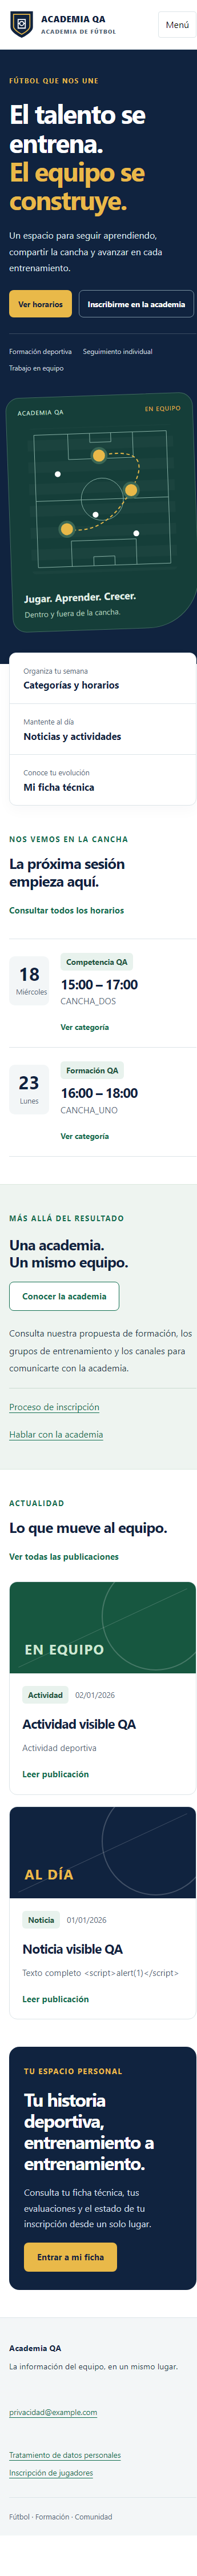 ACADEMIA QA
ACADEMIA DE FÚTBOL
Menú
FÚTBOL QUE NOS UNE
El talento se
entrena.
El equipo se
construye.
Un espacio para seguir aprendiendo,
compartir la cancha y avanzar en cada
entrenamiento.
Ver horarios
Inscribirme en la academia
Formación deportiva
Seguimiento individual
Trabajo en equipo
ACADEMIA QA
EN EQUIPO
Jugar. Aprender. Crecer.
Dentro y fuera de la cancha.
Organiza tu semana
Categorías y horarios
Mantente al día
Noticias y actividades
Conoce tu evolución
Mi ficha técnica
NOS VEMOS EN LA CANCHA
La próxima sesión
empieza aquí.
Consultar todos los horarios
18
Miércoles
Competencia QA
15:00 – 17:00
CANCHA_DOS
Ver categoría
23
Lunes
Formación QA
16:00 – 18:00
CANCHA_UNO
Ver categoría
MÁS ALLÁ DEL RESULTADO
Una academia.
Un mismo equipo.
Conocer la academia
Consulta nuestra propuesta de formación, los
grupos de entrenamiento y los canales para
comunicarte con la academia.
Proceso de inscripción
Hablar con la academia
ACTUALIDAD
Lo que mueve al equipo.
Ver todas las publicaciones
EN EQUIPO
Actividad
02/01/2026
Actividad visible QA
Actividad deportiva
Leer publicación
AL DÍA
Noticia
01/01/2026
Noticia visible QA
Texto completo <script>alert(1)</script>
Leer publicación
TU ESPACIO PERSONAL
Tu historia
deportiva,
entrenamiento a
entrenamiento.
Consulta tu ficha técnica, tus
evaluaciones y el estado de tu
inscripción desde un solo lugar.
Entrar a mi ficha
Academia QA
La información del equipo, en un mismo lugar.
privacidad@example.com
Tratamiento de datos personales
Inscripción de jugadores
Fútbol · Formación · Comunidad